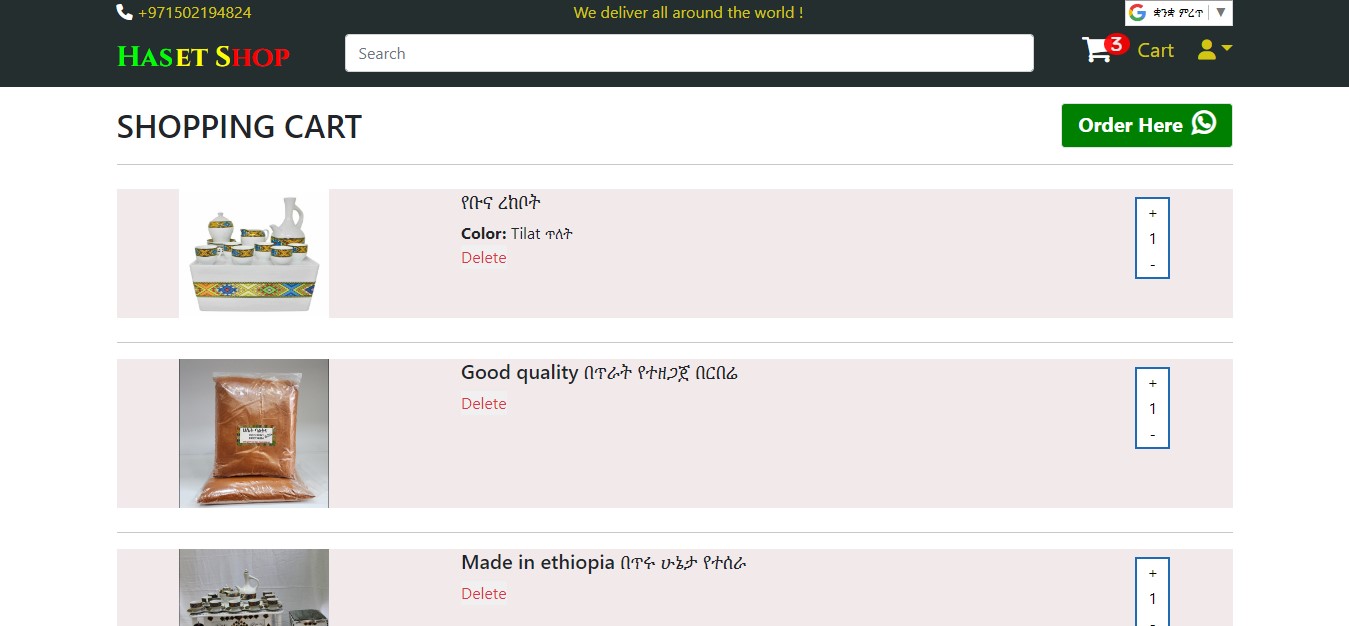 +971502194824
We deliver all around the world !
ቋንቋ ምረጥ ▼
HASET SHOP
Search
3
Cart
SHOPPING CART
Order Here
የቡና ረከቦት
Color: Tilat ጥለት
Delete
+
1
-
Good quality በጥራት የተዘጋጀ በርበሬ
Delete
+
1
-
Made in ethiopia በጥሩ ሁኔታ የተሰራ
Delete
+
1
-